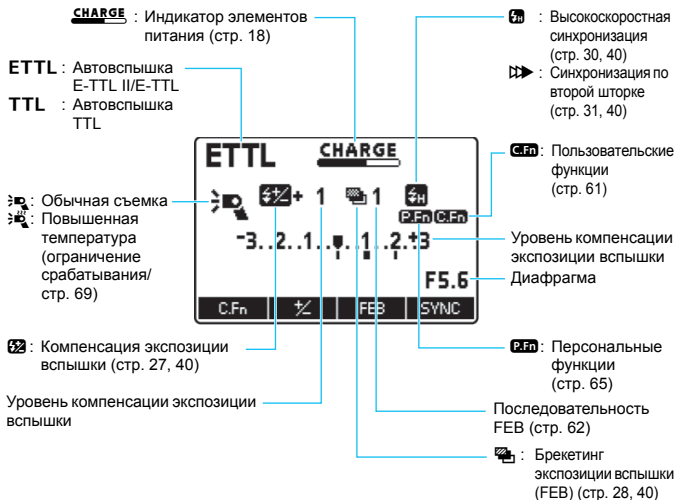 CHARGE : Индикатор элементов
питания (стр. 18)
ETTL : Автовспышка
E-TTL II/E-TTL
TTL : Автовспышка
TTL
: Обычная съемка
: Повышенная
температура
(ограничение
срабатывания/
стр. 69)
: Компенсация экспозиции
вспышки (стр. 27, 40)
Уровень компенсации экспозиции
вспышки
ETTL CHARGE
+ 1 1 H
P.Fn C.Fn
-3..2..1.. ..1..2.+3
F5.6
C.Fn +/- FEB SYNC
H : Высокоскоростная
синхронизация
(стр. 30, 40)
: Синхронизация по
второй шторке
(стр. 31, 40)
C.Fn : Пользовательские
функции
(стр. 61)
Уровень компенсации
экспозиции вспышки
Диафрагма
P.Fn : Персональные
функции
(стр. 65)
Последовательность
FEB (стр. 62)
: Брекетинг
экспозиции вспышки
(FEB) (стр. 28, 40)